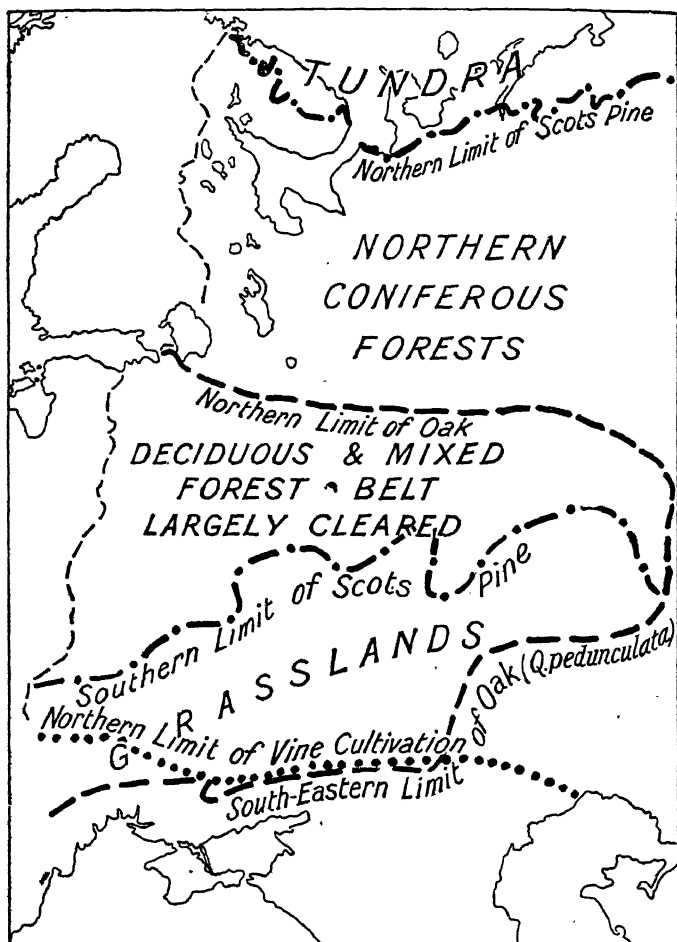 TUNDRA
Northern Limit of Scots Pine
NORTHERN
CONIFEROUS
FORESTS
Northern Limit of Oak
DECIDUOUS & MIXED
FOREST BELT
LARGELY CLEARED
Southern Limit of Scots Pine
GRASSLANDS
Northern Limit of Vine Cultivation
South-Eastern Limit of Oak (Q.pedunculata)